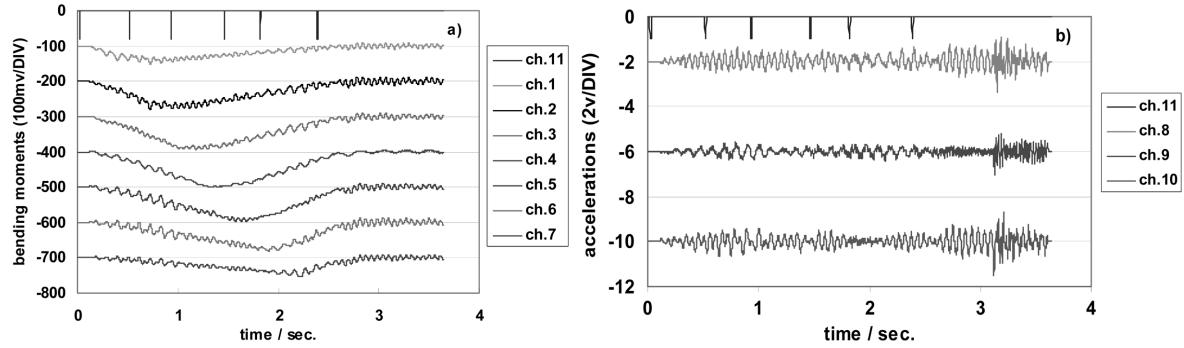 a)
0
-100
-200
-300
-400
-500
-600
-700
-800
0
1
2
3
4
bending moments (100mv/DIV)
time / sec.
ch.11
ch.1
ch.2
ch.3
ch.4
ch.5
ch.6
ch.7
b)
0
-2
-4
-6
-8
-10
-12
0
1
2
3
4
accelerations (2v/DIV)
time / sec.
ch.11
ch.8
ch.9
ch.10